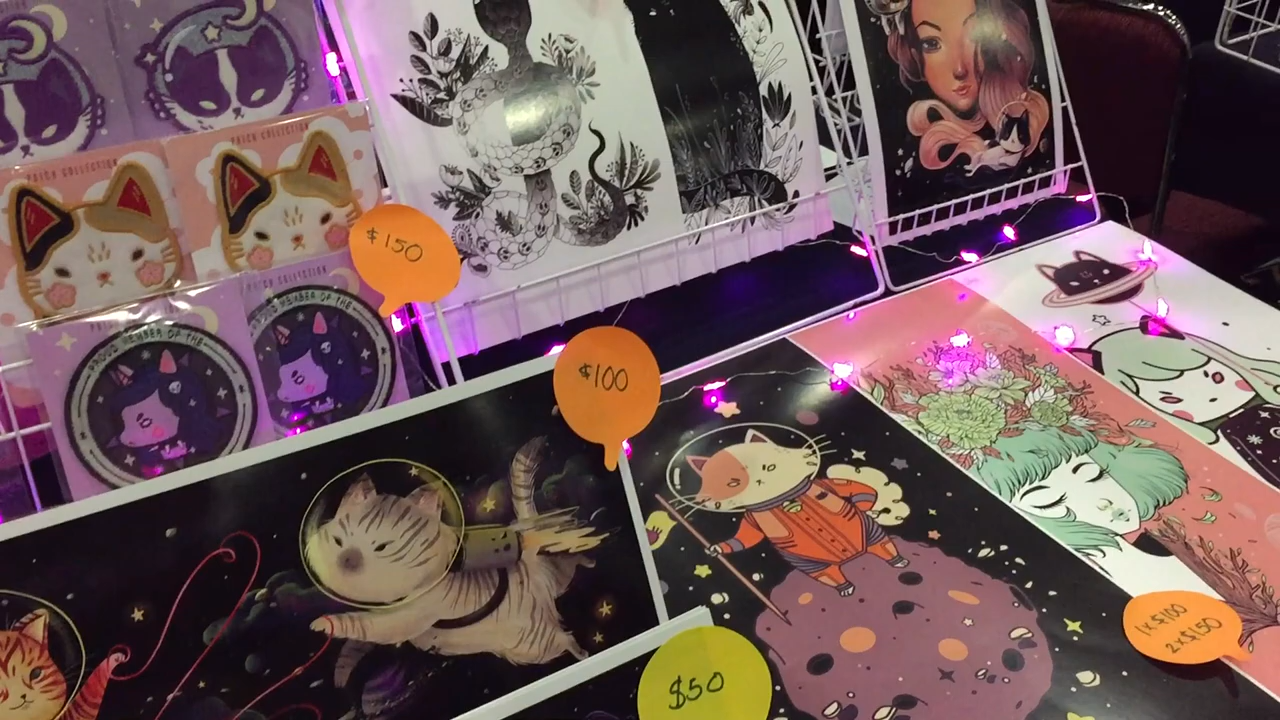 PATCH COLLECTION
PATCH COLLECTION
$150
PROUD MEMBER OF THE
PROUD MEMBER OF THE
$100
1x$100
2x$150
$50